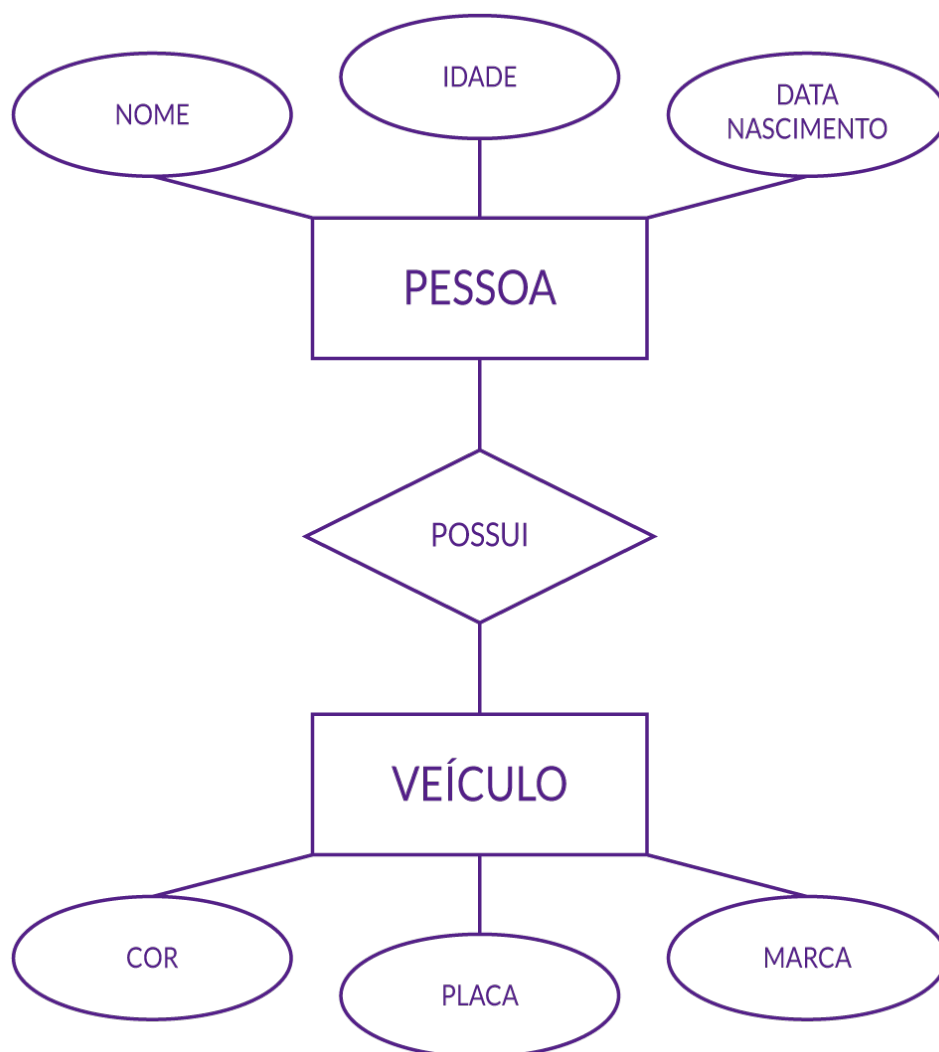 NOME
IDADE
DATA
NASCIMENTO
PESSOA
POSSUI
VEÍCULO
COR
PLACA
MARCA